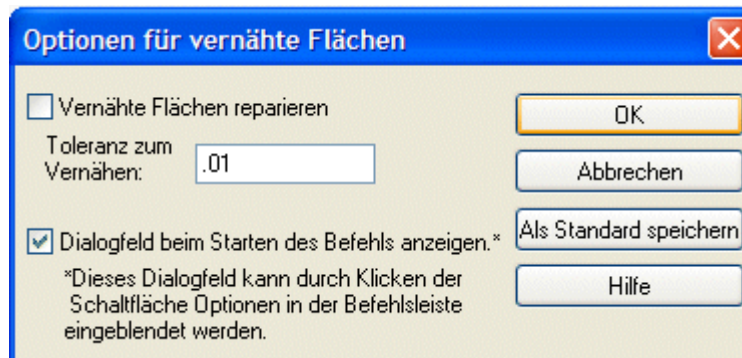 Optionen für vernähte Flächen
Vernähte Flächen reparieren
Toleranz zum
Vernähen:
.01
Dialogfeld beim Starten des Befehls anzeigen.*
*Dieses Dialogfeld kann durch Klicken der
Schaltfläche Optionen in der Befehlsleiste
eingeblendet werden.
OK
Abbrechen
Als Standard speichern
Hilfe